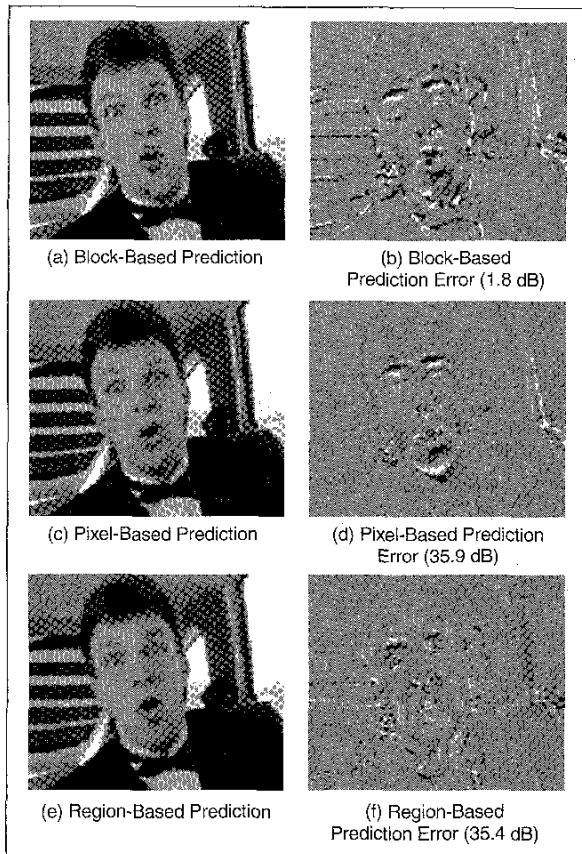 (a) Block-Based Prediction
(b) Block-Based
Prediction Error (1.8 dB)
(c) Pixel-Based Prediction
(d) Pixel-Based Prediction
Error (35.9 dB)
(e) Region-Based Prediction
(f) Region-Based
Prediction Error (35.4 dB)